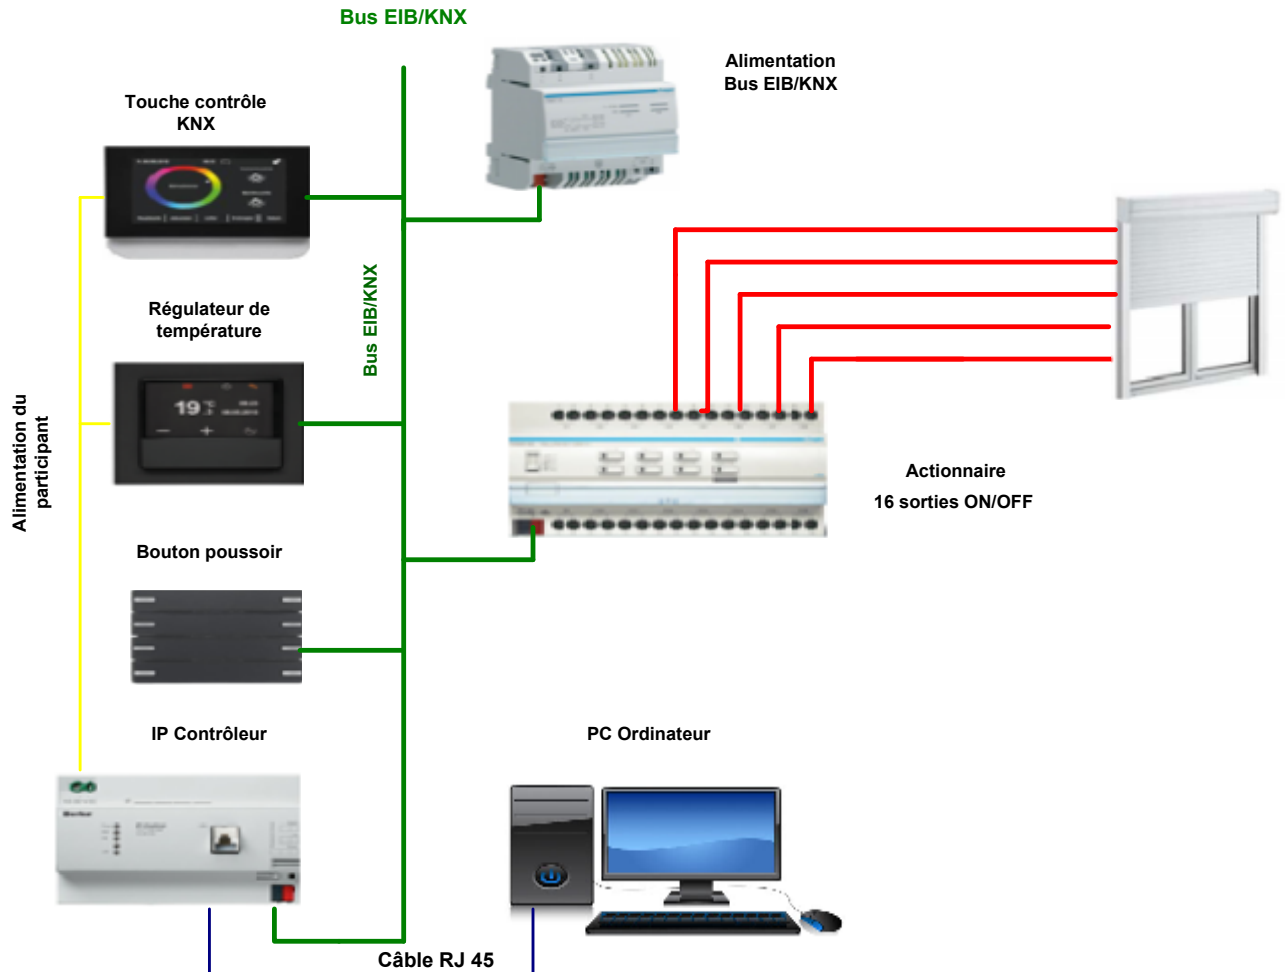 Bus EIB/KNX
Alimentation
Bus EIB/KNX
Touche contrôle
KNX
Bus EIB/KNX
Régulateur de
température
19 °C
Alimentation du
participant
Actionnaire
16 sorties ON/OFF
Bouton poussoir
IP Contrôleur
PC Ordinateur
Berker
Câble RJ 45